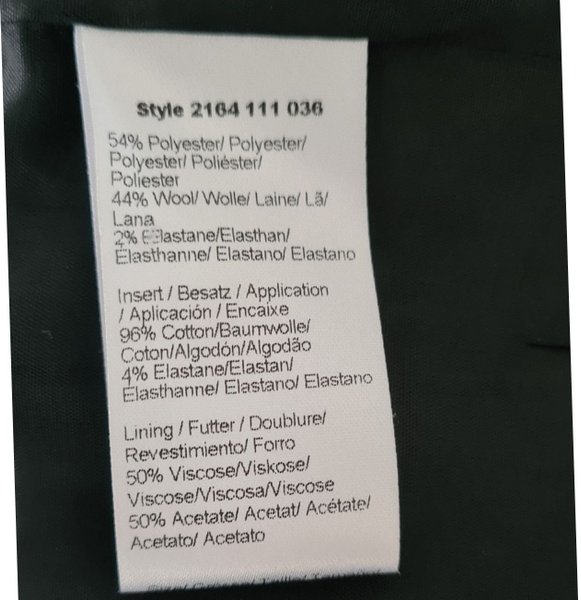 Style 2164 111 036
54% Polyester/ Polyester/
Polyester/ Poliéster/
Poliester
44% Wool/ Wolle/ Laine/ Lã/
Lana
2% Elastane/Elasthan/
Elasthanne/ Elastano/ Elastano
Insert / Besatz / Application
/ Aplicación / Encaixe
96% Cotton/Baumwolle/
Coton/Algodón/Algodão
4% Elastane/Elastan/
Elasthanne/ Elastano/ Elastano
Lining / Futter / Doublure/
Revestimiento/ Forro
50% Viscose/Viskose/
Viscose/Viscosa/Viscose
50% Acetate/ Acetat/ Acétate/
Acetato/ Acetato